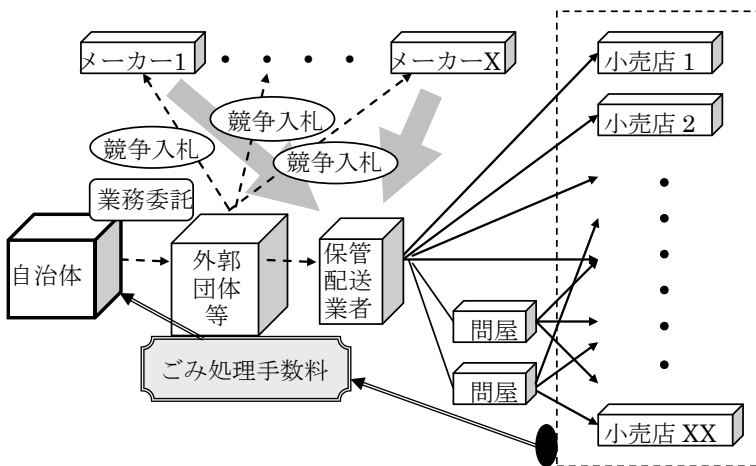 メーカー1
メーカーX
小売店 1
小売店 2
競争入札
競争入札
競争入札
業務委託
自治体
外郭
団体
等
保管
配送
業者
問屋
問屋
ごみ処理手数料
小売店 XX